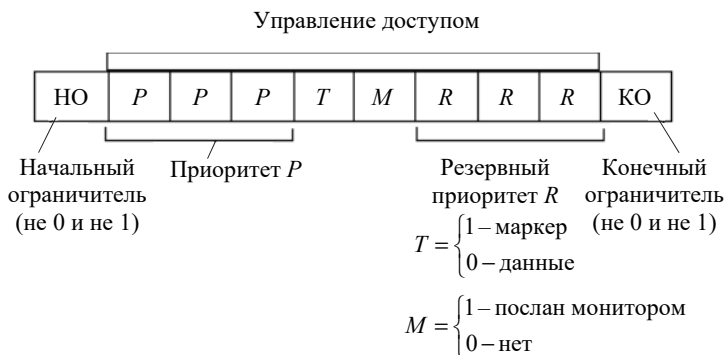 Управление доступом
НО P P P T M R R R КО
Начальный
ограничитель
(не 0 и не 1)
Приоритет P
Резервный
приоритет R
Конечный
ограничитель
(не 0 и не 1)
T = { 1 – маркер
0 – данные
M = { 1 – послан монитором
0 – нет